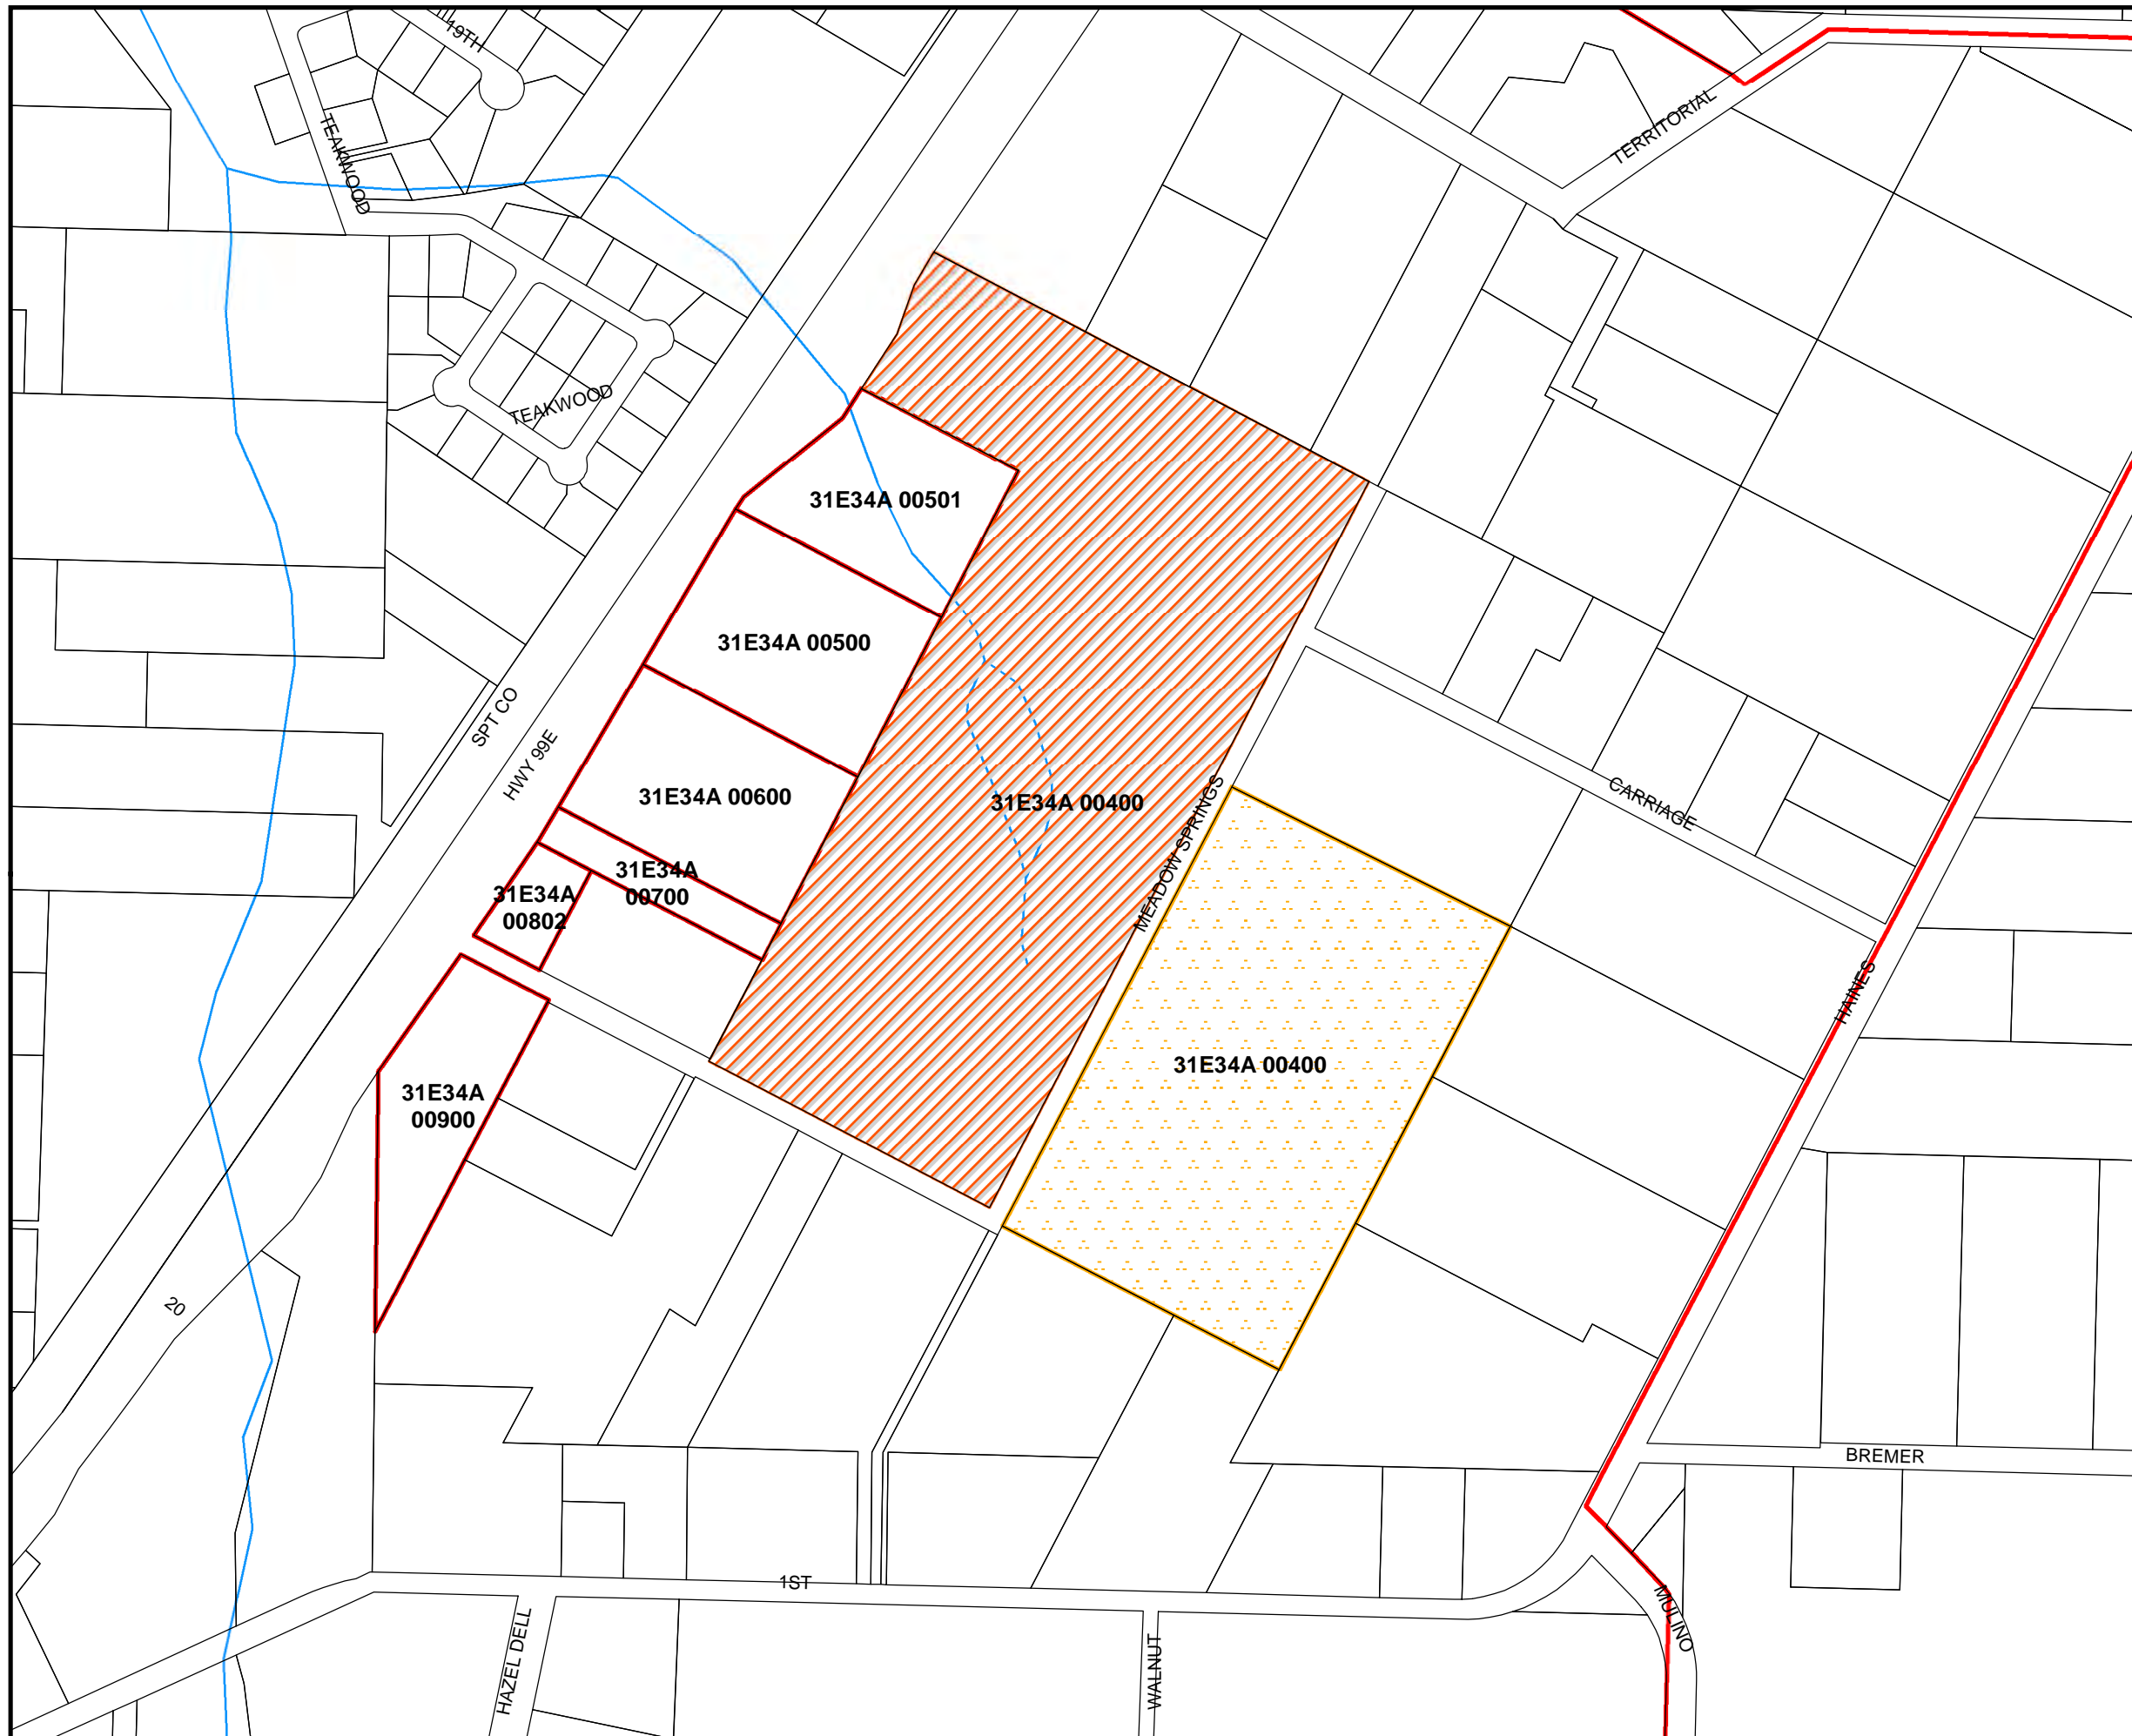 19TH
TEAKWOOD
TERRITORIAL
TEAKWOOD
31E34A 00501
31E34A 00500
SPT CO
HWY 99E
31E34A 00600
31E34A 00400
MEADOW SPRINGS
CARRIAGE
31E34A
00700
31E34A
00802
HAINES
31E34A 00400
31E34A
00900
20
BREMER
1ST
HAZEL DELL
WALNUT
MULINO